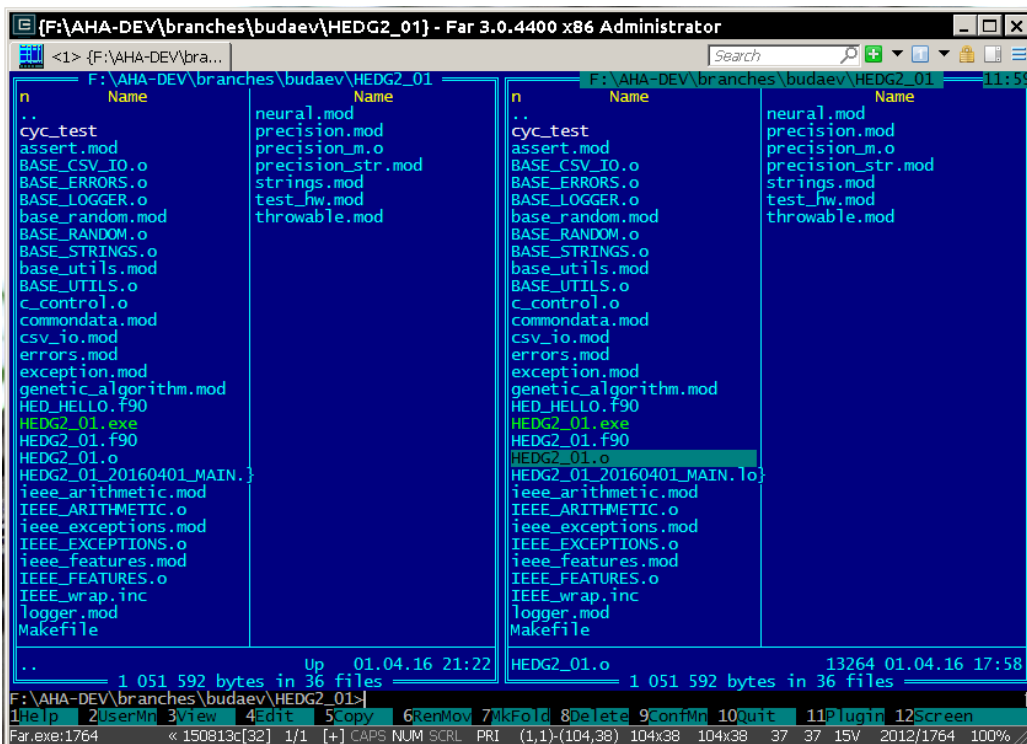 {F:\AHA-DEV\branches\budaev\HEDG2_01} - Far 3.0.4400 x86 Administrator
<1> {F:\AHA-DEV\bra... Search
F:\AHA-DEV\branches\budaev\HEDG2_01 F:\AHA-DEV\branches\budaev\HEDG2_01
n Name Name n Name Name
.. neural.mod .. neural.mod
cyc_test precision.mod cyc_test precision.mod
assert.mod precision_m.o assert.mod precision_m.o
BASE_CSV_IO.o precision_str.mod BASE_CSV_IO.o precision_str.mod
BASE_ERRORS.o strings.mod BASE_ERRORS.o strings.mod
BASE_LOGGER.o test_hw.mod BASE_LOGGER.o test_hw.mod
base_random.mod throwable.mod base_random.mod throwable.mod
BASE_RANDOM.o BASE_RANDOM.o
BASE_STRINGS.o BASE_STRINGS.o
base_utils.mod base_utils.mod
BASE_UTILS.o BASE_UTILS.o
c_control.o c_control.o
commondata.mod commondata.mod
csv_io.mod csv_io.mod
errors.mod errors.mod
exception.mod exception.mod
genetic_algorithm.mod genetic_algorithm.mod
HED_HELLO.f90 HED_HELLO.f90
HEDG2_01.exe HEDG2_01.exe
HEDG2_01.f90 HEDG2_01.f90
HEDG2_01.o HEDG2_01.o
HEDG2_01_20160401_MAIN.} HEDG2_01_20160401_MAIN.lo}
ieee_arithmetic.mod ieee_arithmetic.mod
IEEE_ARITHMETIC.o IEEE_ARITHMETIC.o
ieee_exceptions.mod ieee_exceptions.mod
IEEE_EXCEPTIONS.o IEEE_EXCEPTIONS.o
ieee_features.mod ieee_features.mod
IEEE_FEATURES.o IEEE_FEATURES.o
IEEE_wrap.inc IEEE_wrap.inc
logger.mod logger.mod
Makefile Makefile
.. Up 01.04.16 21:22 HEDG2_01.o 13264 01.04.16 17:58
1 051 592 bytes in 36 files 1 051 592 bytes in 36 files
F:\AHA-DEV\branches\budaev\HEDG2_01>
1Help 2UserMn 3View 4Edit 5Copy 6RenMov 7MkFold 8Delete 9ConfMn 10Quit 11Plugin 12Screen
Far.exe:1764 « 150813c[32] 1/1 [+] CAPS NUM SCRL PRI (1,1)-(104,38) 104x38 104x38 37 37 15V 2012/1764 100%